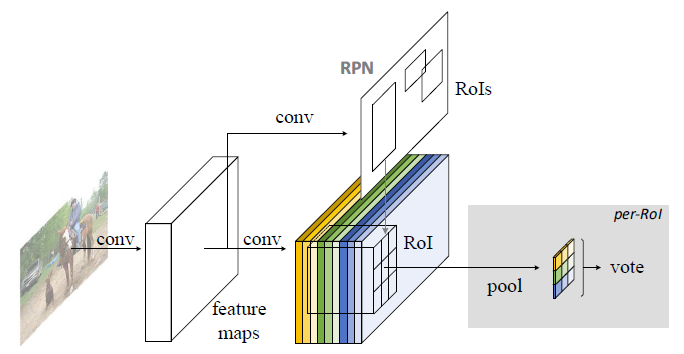 RPN
RoIs
conv
per-RoI
conv
conv
RoI
pool
vote
feature
maps